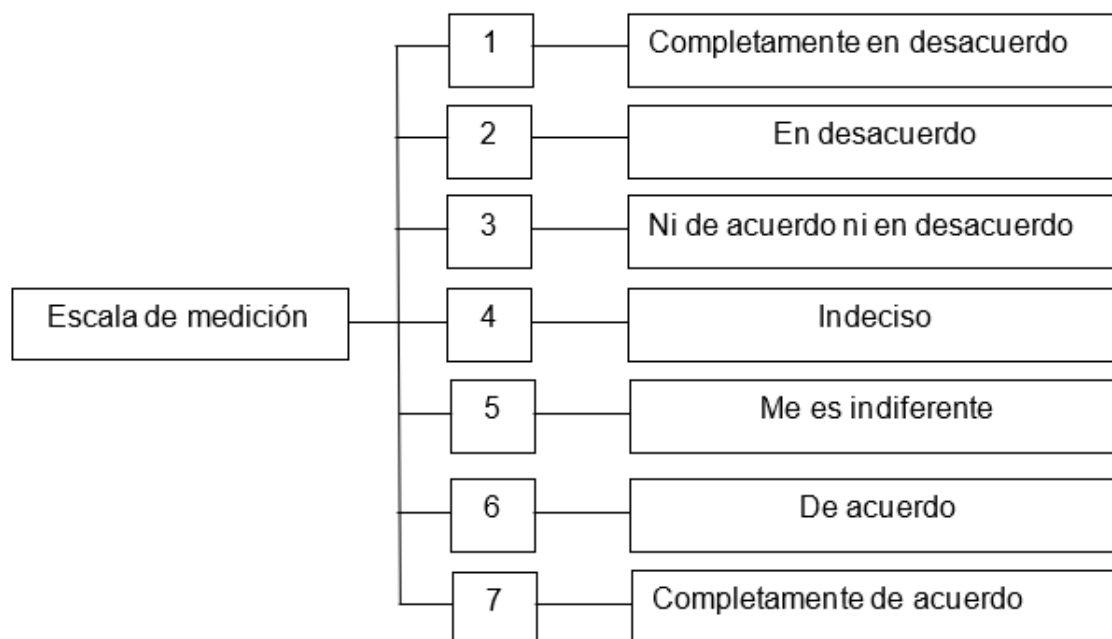 1
Completamente en desacuerdo
2
En desacuerdo
3
Ni de acuerdo ni en desacuerdo
Escala de medición
4
Indeciso
5
Me es indiferente
6
De acuerdo
7
Completamente de acuerdo